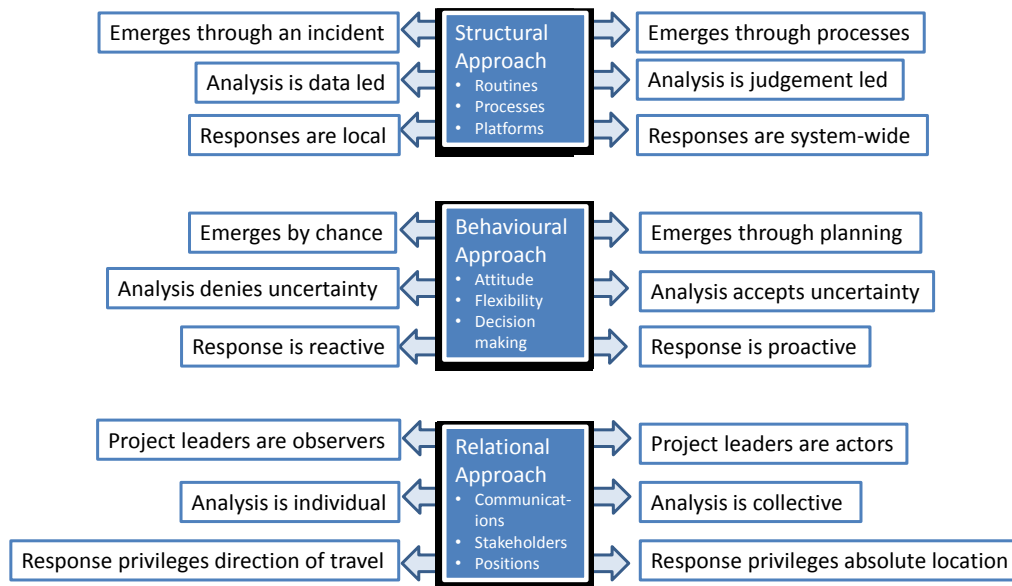 Emerges through an incident
Analysis is data led
Responses are local
Structural
Approach
• Routines
• Processes
• Platforms
Emerges through processes
Analysis is judgement led
Responses are system-wide
Emerges by chance
Analysis denies uncertainty
Response is reactive
Behavioural
Approach
• Attitude
• Flexibility
• Decision
making
Emerges through planning
Analysis accepts uncertainty
Response is proactive
Project leaders are observers
Analysis is individual
Response privileges direction of travel
Relational
Approach
• Communicat-
ions
• Stakeholders
• Positions
Project leaders are actors
Analysis is collective
Response privileges absolute location